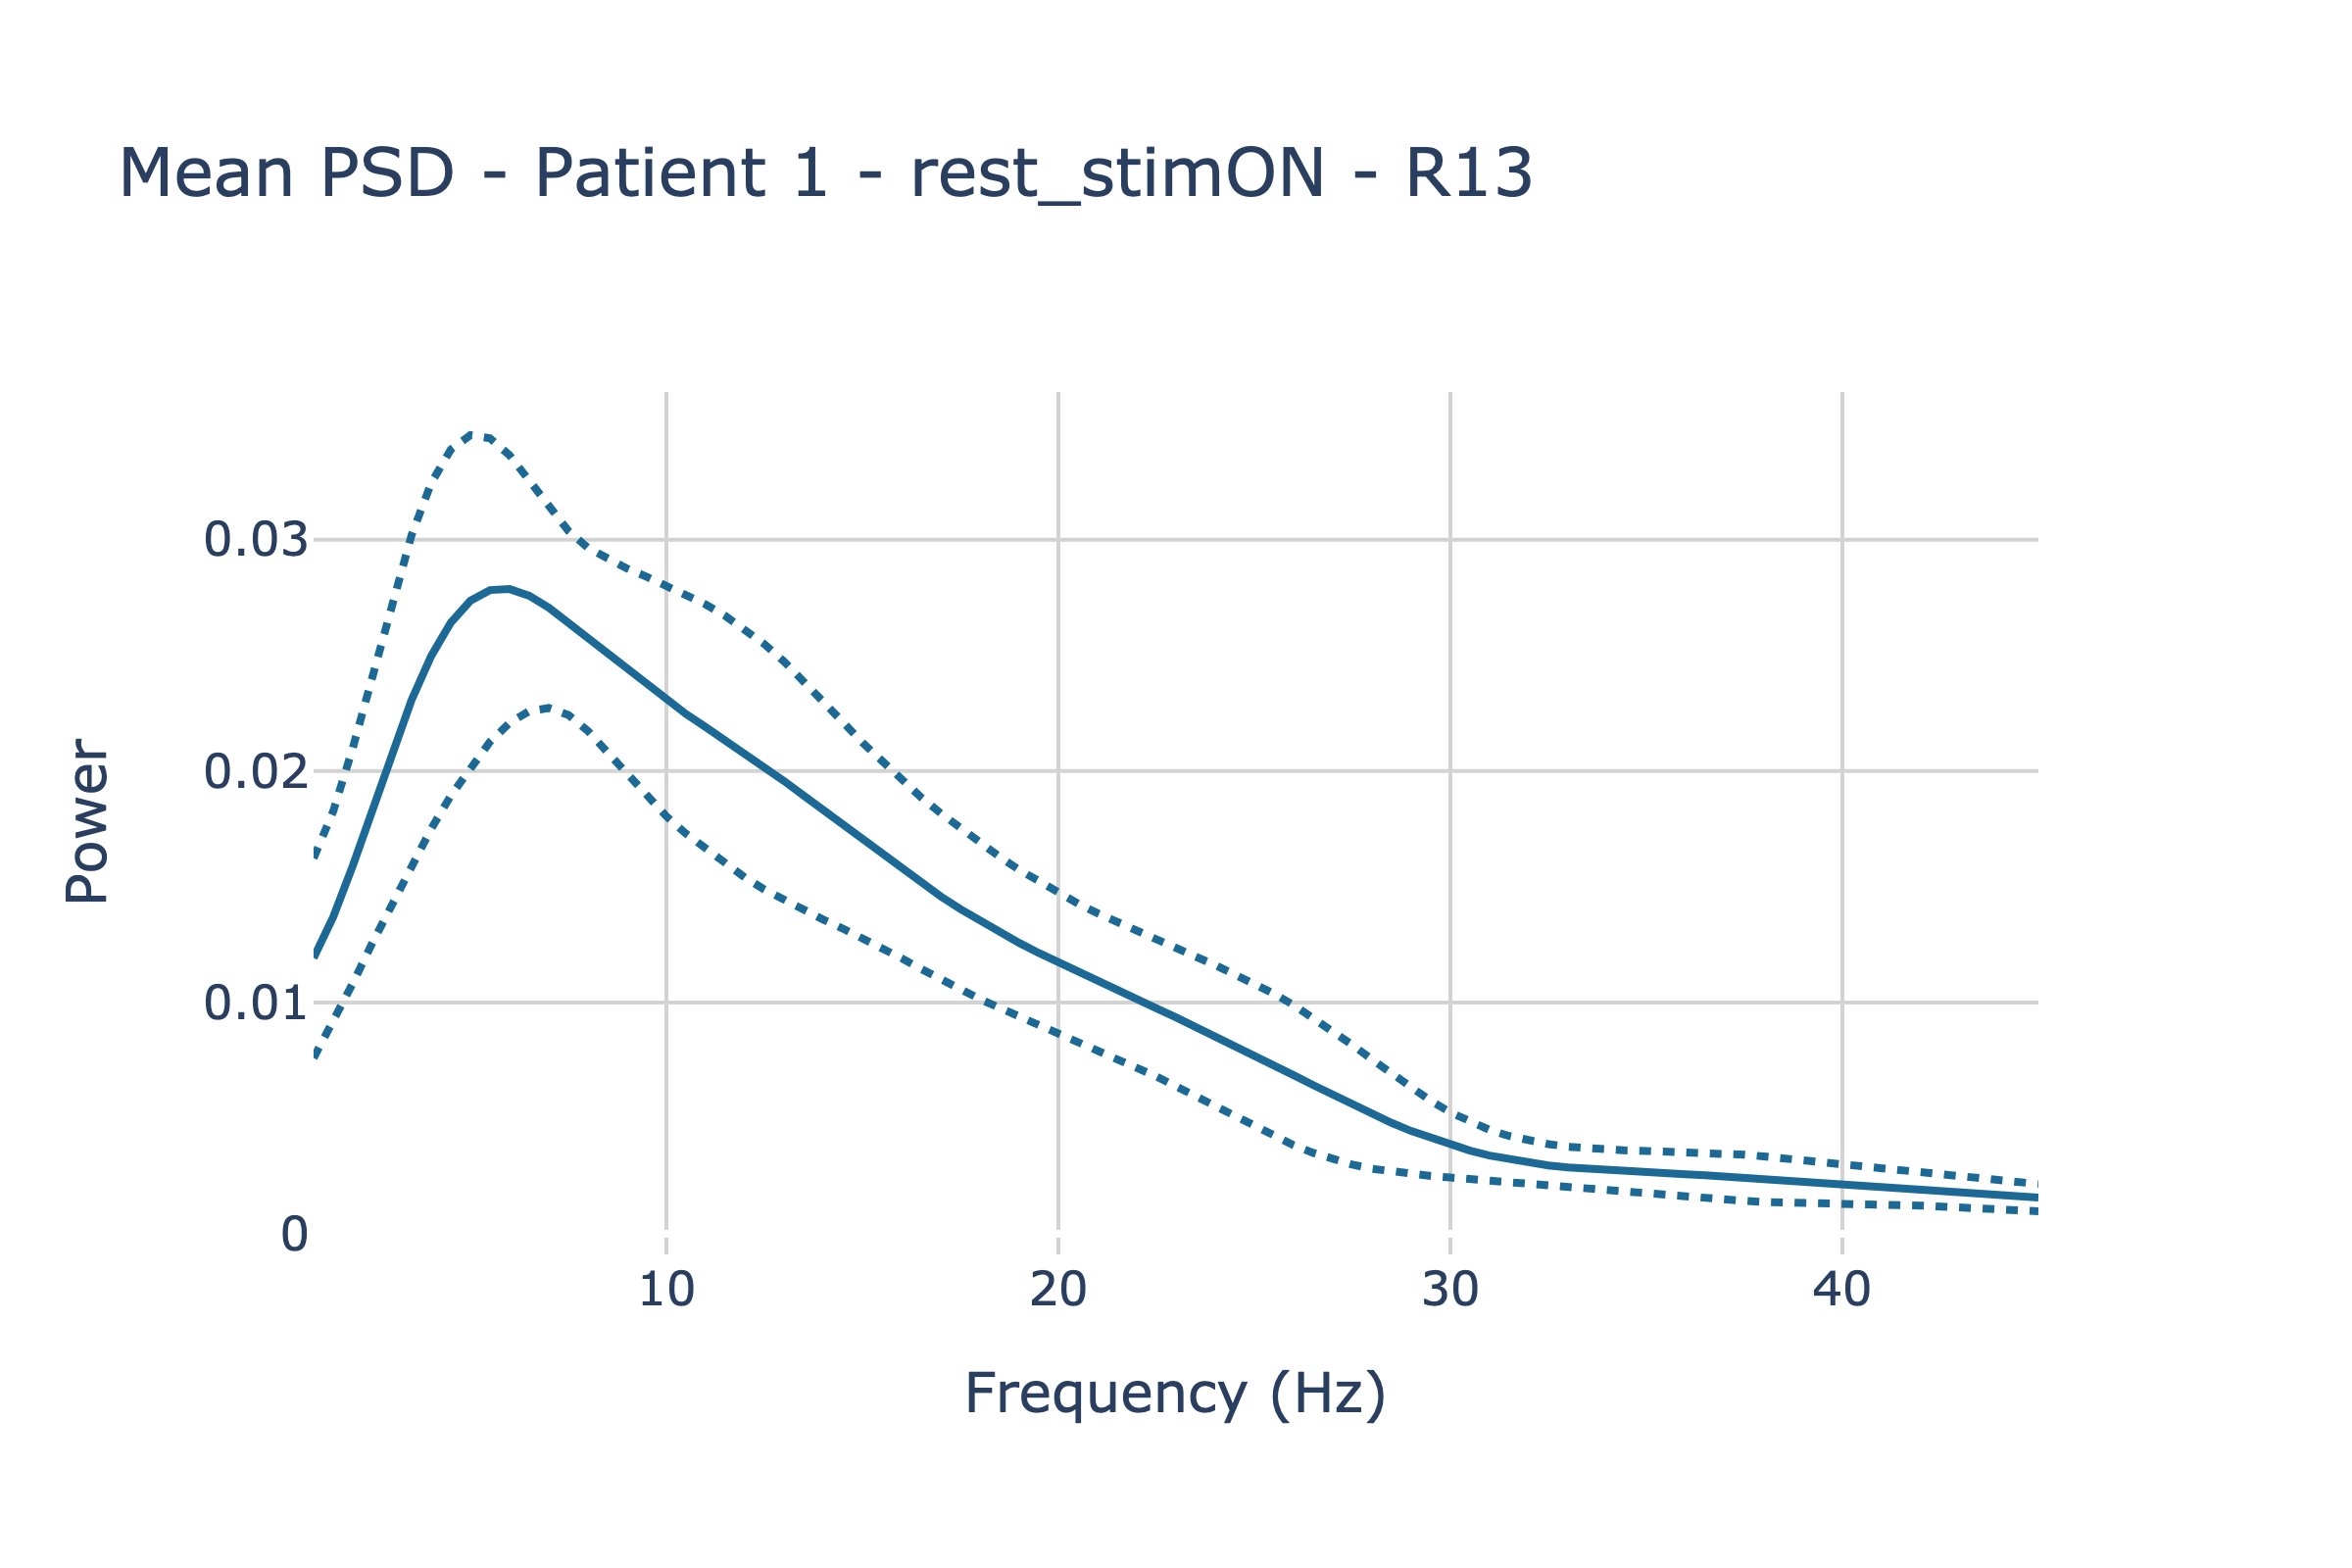 Mean PSD - Patient 1 - rest_stimON - R13
0.03
0.02
0.01
0
Power
10 20 30 40
Frequency (Hz)